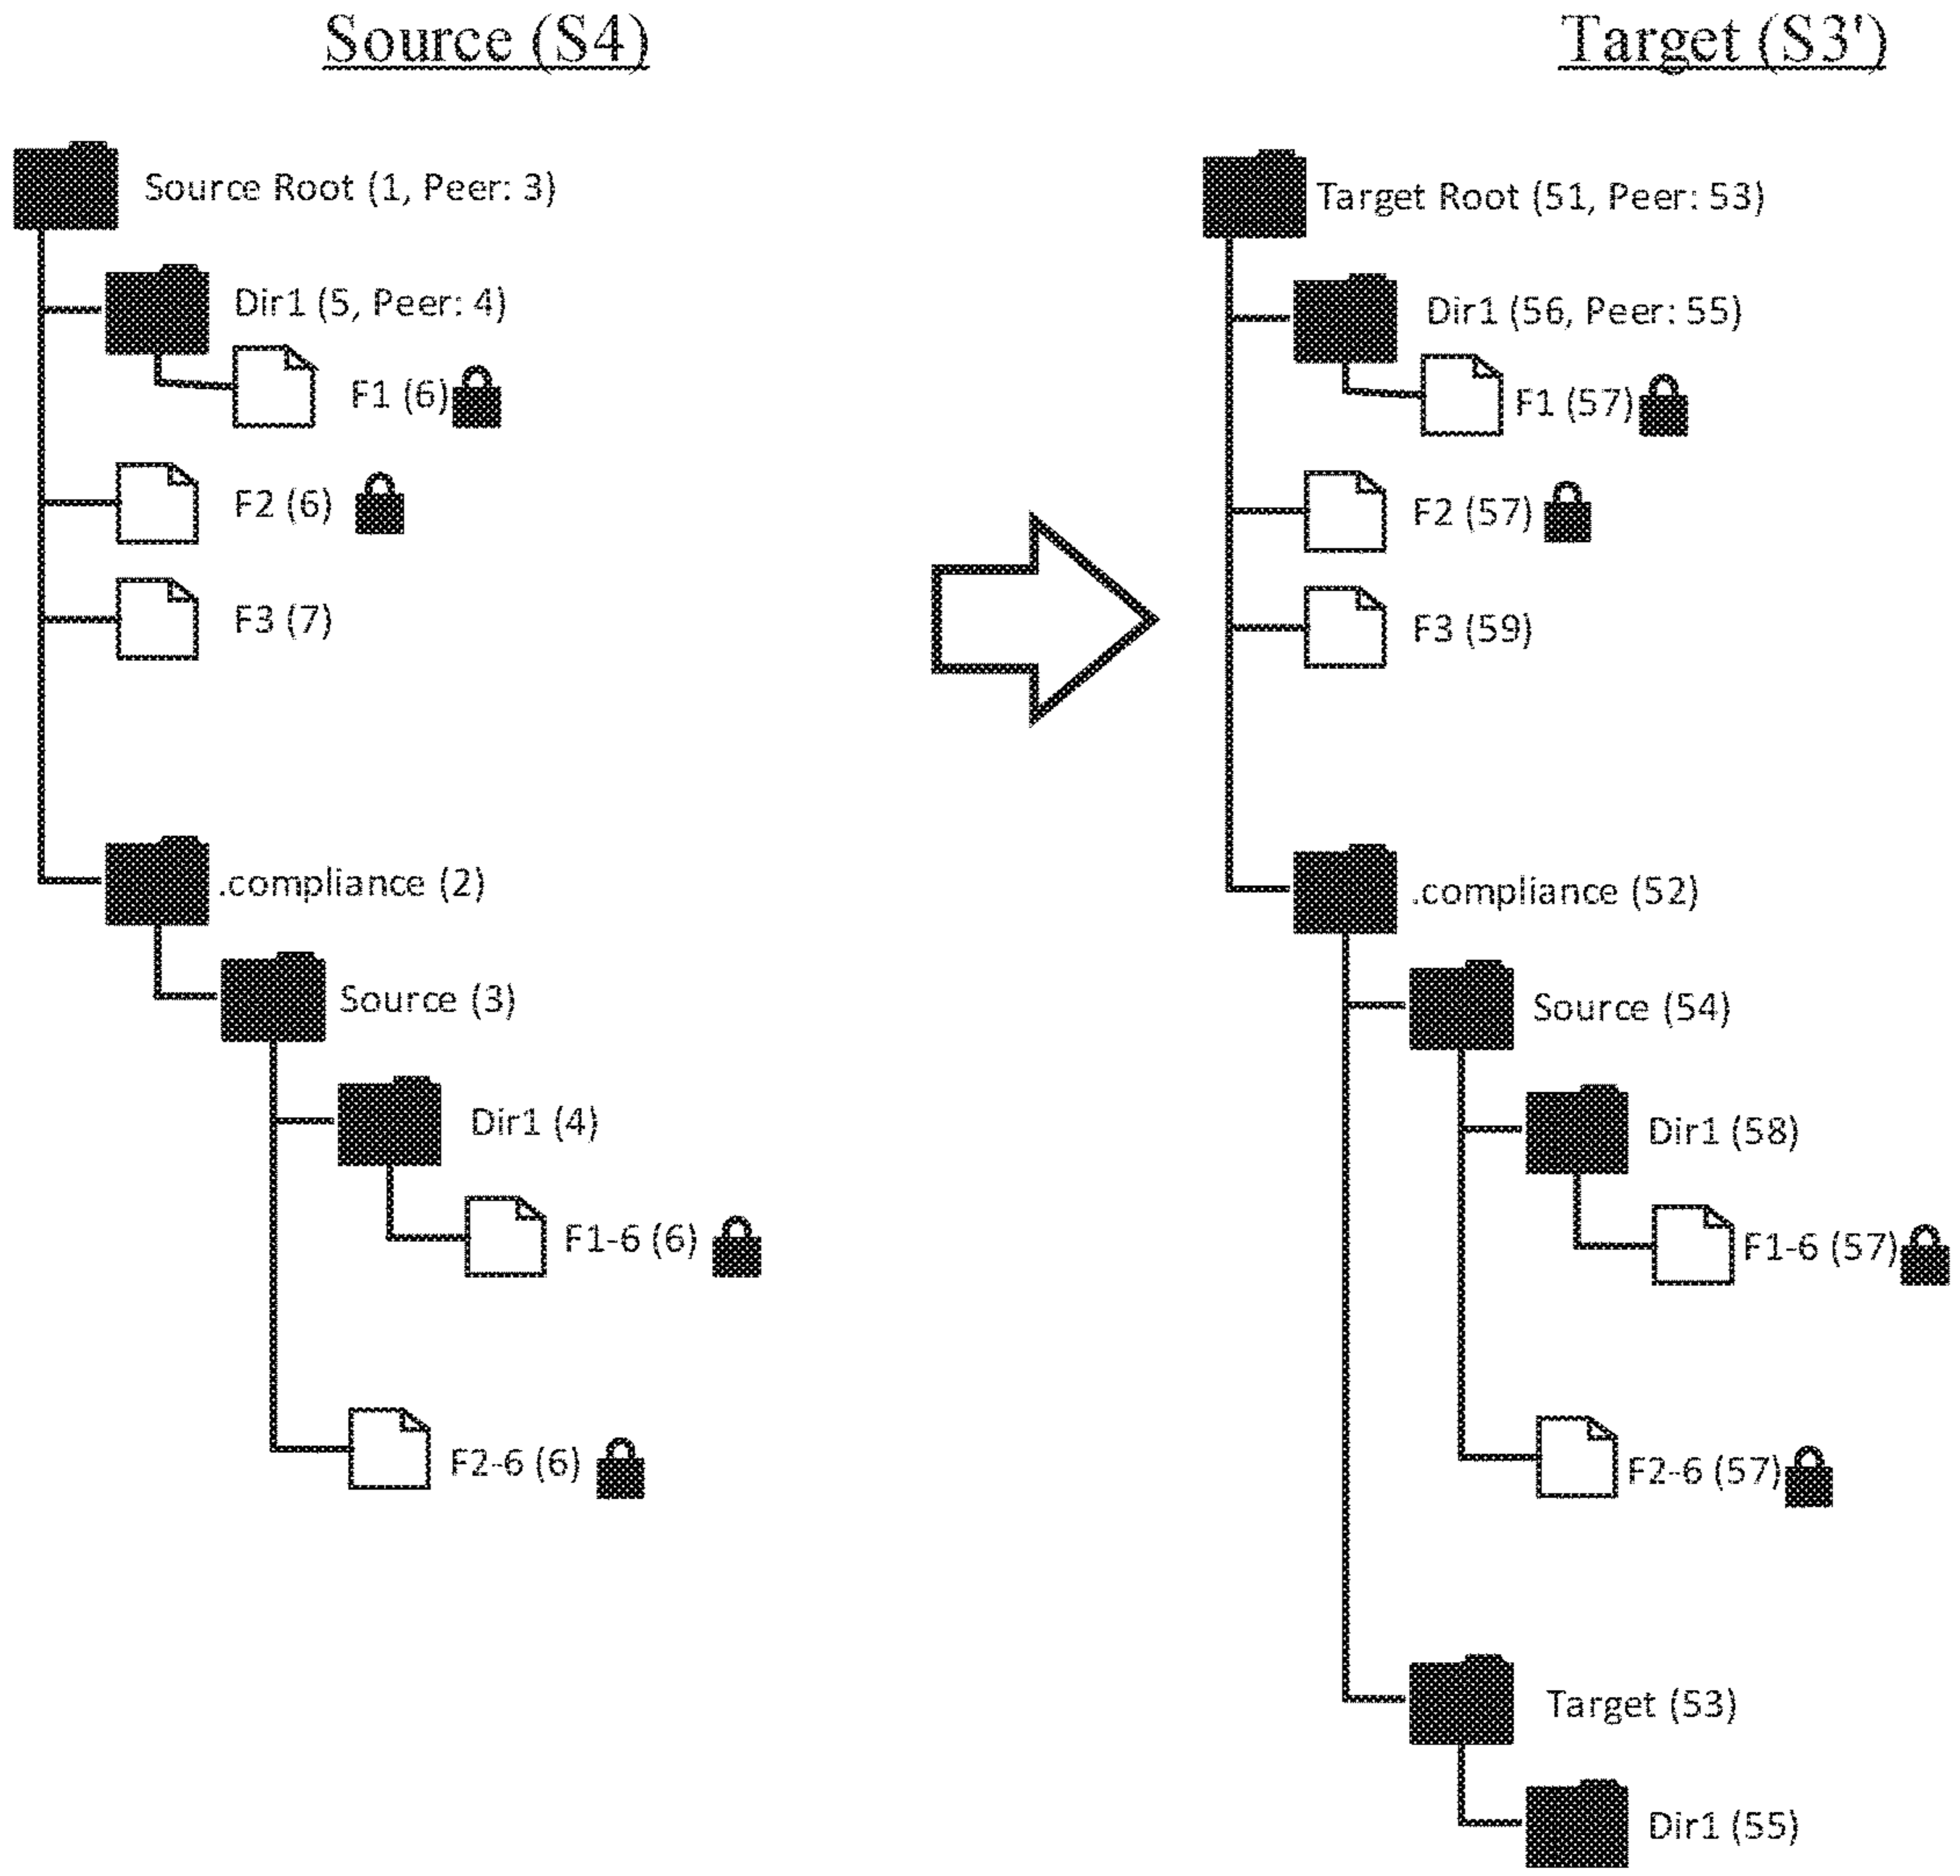 Source (S4)
Source Root (1, Peer: 3)
Dir1 (5, Peer: 4)
F1 (6)
F2 (6)
F3 (7)
.compliance (2)
Source (3)
Dir1 (4)
F1-6 (6)
F2-6 (6)
Target (S3')
Target Root (51, Peer: 53)
Dir1 (56, Peer: 55)
F1 (57)
F2 (57)
F3 (59)
.compliance (52)
Source (54)
Dir1 (58)
F1-6 (57)
F2-6 (57)
Target (53)
Dir1 (55)